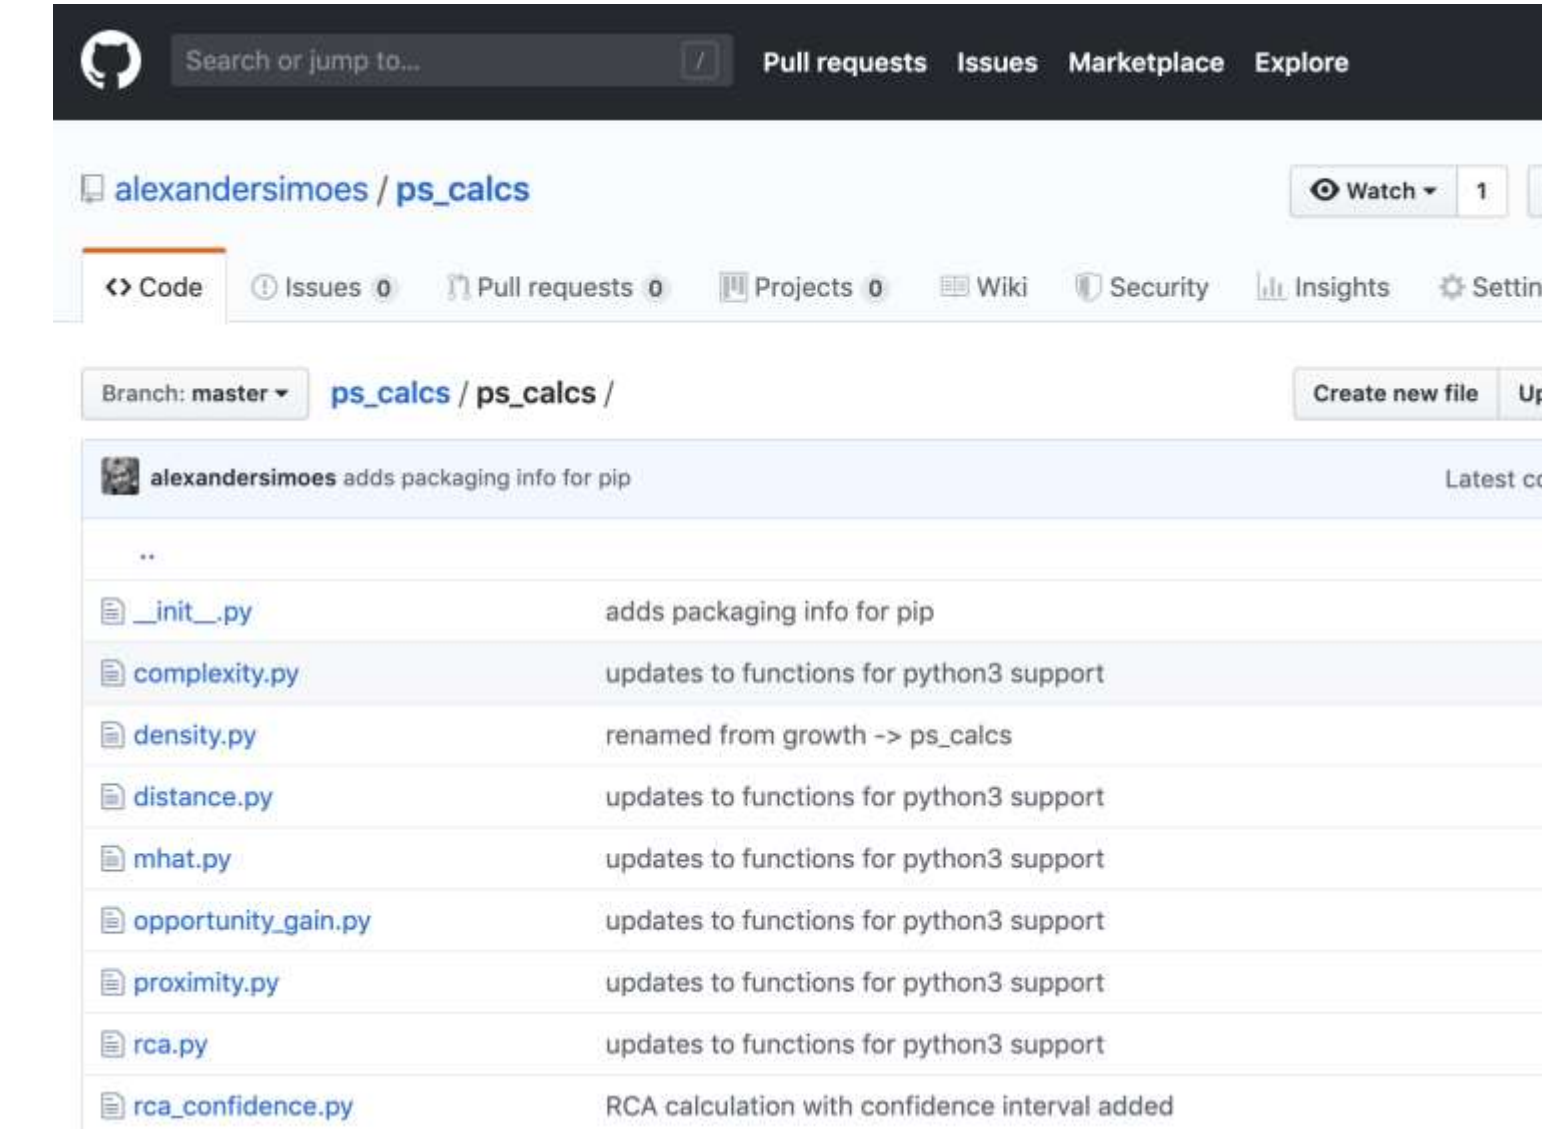 Search or jump to... / Pull requests Issues Marketplace Explore
alexandersimoes / ps_calcs Watch 1
<> Code Issues 0 Pull requests 0 Projects 0 Wiki Security Insights Settin
Branch: master ps_calcs / ps_calcs / Create new file Up
alexandersimoes adds packaging info for pip Latest co
..
__init__.py adds packaging info for pip
complexity.py updates to functions for python3 support
density.py renamed from growth -> ps_calcs
distance.py updates to functions for python3 support
mhat.py updates to functions for python3 support
opportunity_gain.py updates to functions for python3 support
proximity.py updates to functions for python3 support
rca.py updates to functions for python3 support
rca_confidence.py RCA calculation with confidence interval added